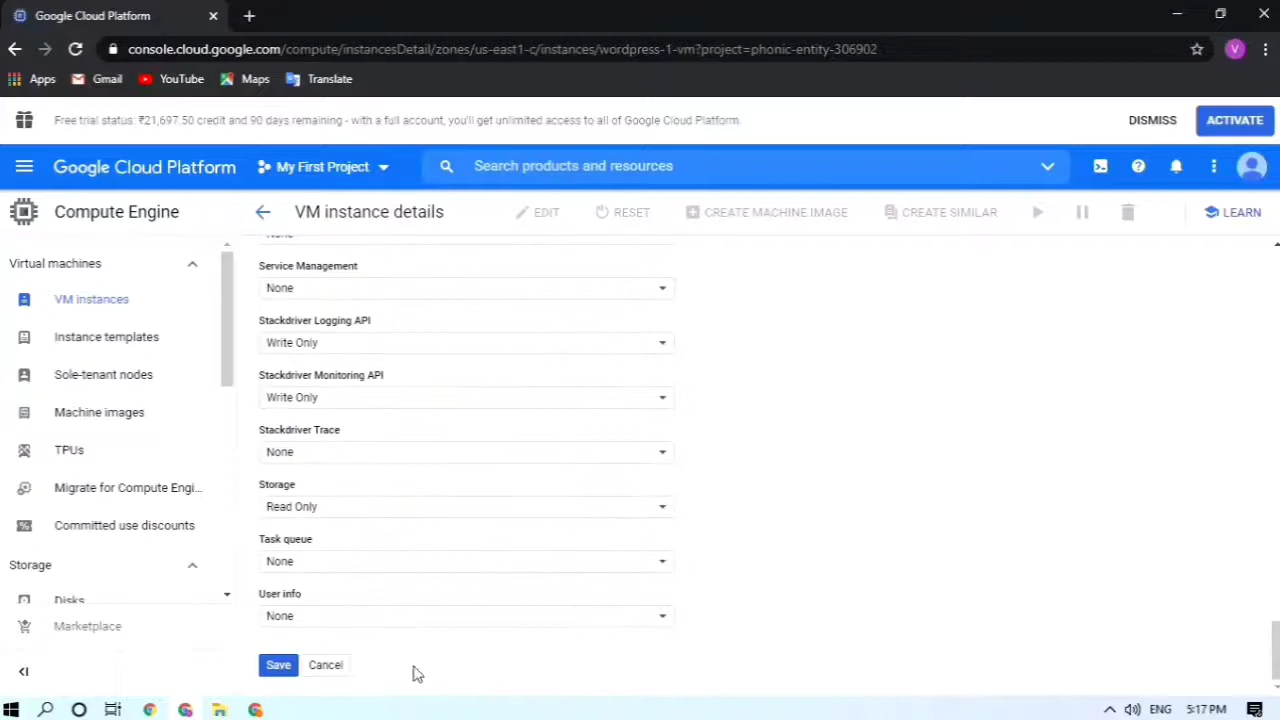 Google Cloud Platform
console.cloud.google.com/compute/instancesDetail/zones/us-east1-c/instances/wordpress-1-vm?project=phonic-entity-306902
V
Apps
Gmail
YouTube
Maps
Translate
Free trial status: ₹21,697.50 credit and 90 days remaining - with a full account, you'll get unlimited access to all of Google Cloud Platform.
DISMISS
ACTIVATE
Google Cloud Platform
My First Project
Search products and resources
Compute Engine
VM instance details
EDIT
RESET
CREATE MACHINE IMAGE
CREATE SIMILAR
LEARN
Virtual machines
VM instances
Instance templates
Sole-tenant nodes
Machine images
TPUs
Migrate for Compute Engi...
Committed use discounts
Storage
Disks
Marketplace
None
Service Management
None
Stackdriver Logging API
Write Only
Stackdriver Monitoring API
Write Only
Stackdriver Trace
None
Storage
Read Only
Task queue
None
User info
None
Save
Cancel
ENG
5:17 PM